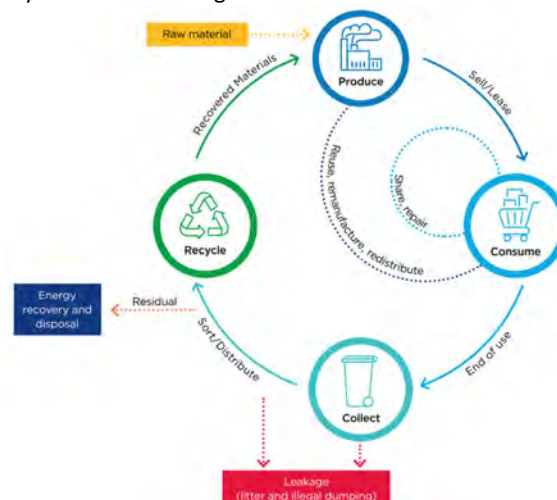 Raw material
Produce
Recovered Materials
Sell/Lease
Reuse, remanufacture, redistribute
Share, repair
Recycle
Consume
Energy
recovery and
disposal
Residual
Sort/Distribute
End of use
Collect
Leakage
(litter and illegal dumping)